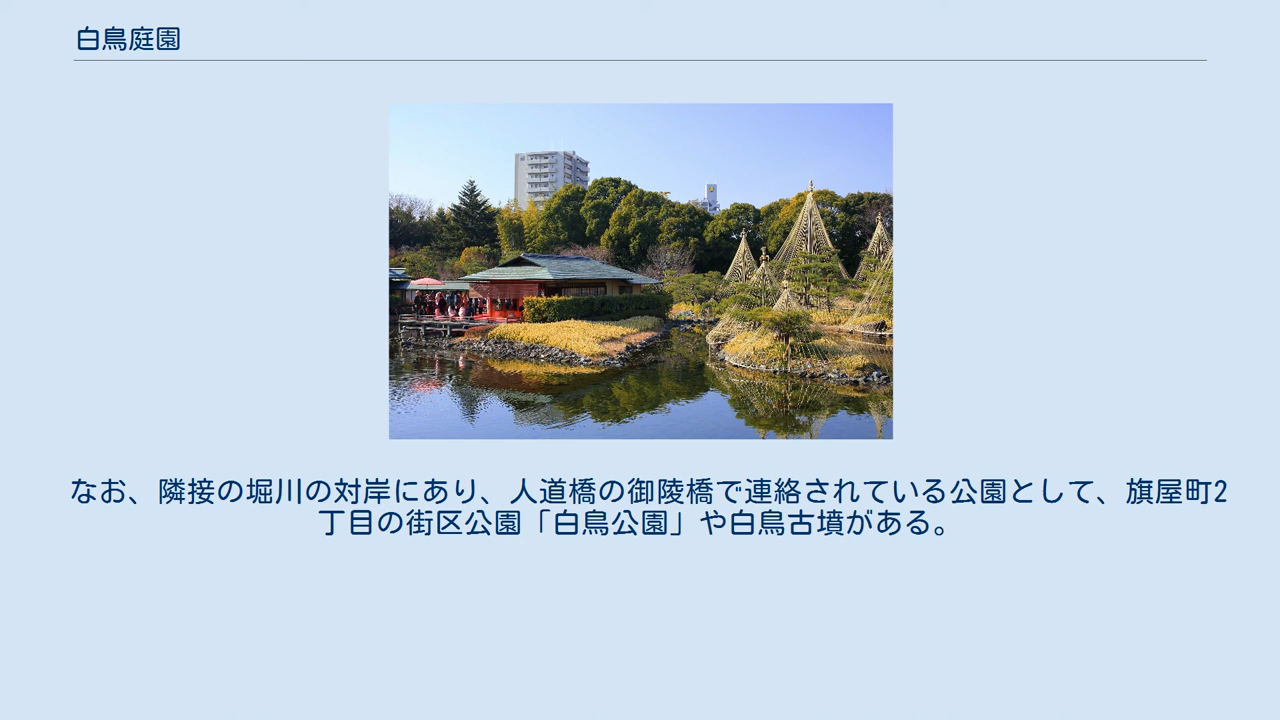 白鳥庭園
なお、隣接の堀川の対岸にあり、人道橋の御陵橋で連絡されている公園として、旗屋町2
丁目の街区公園「白鳥公園」や白鳥古墳がある。